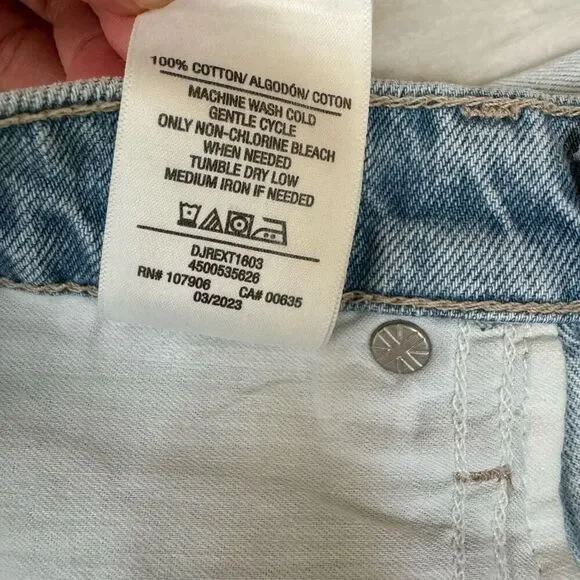 100% COTTON/ ALGODÓN/ COTON
MACHINE WASH COLD
GENTLE CYCLE
ONLY NON-CHLORINE BLEACH
WHEN NEEDED
TUMBLE DRY LOW
MEDIUM IRON IF NEEDED
DJREXT1603
4500535626
RN# 107906 CA# 00635
03/2023